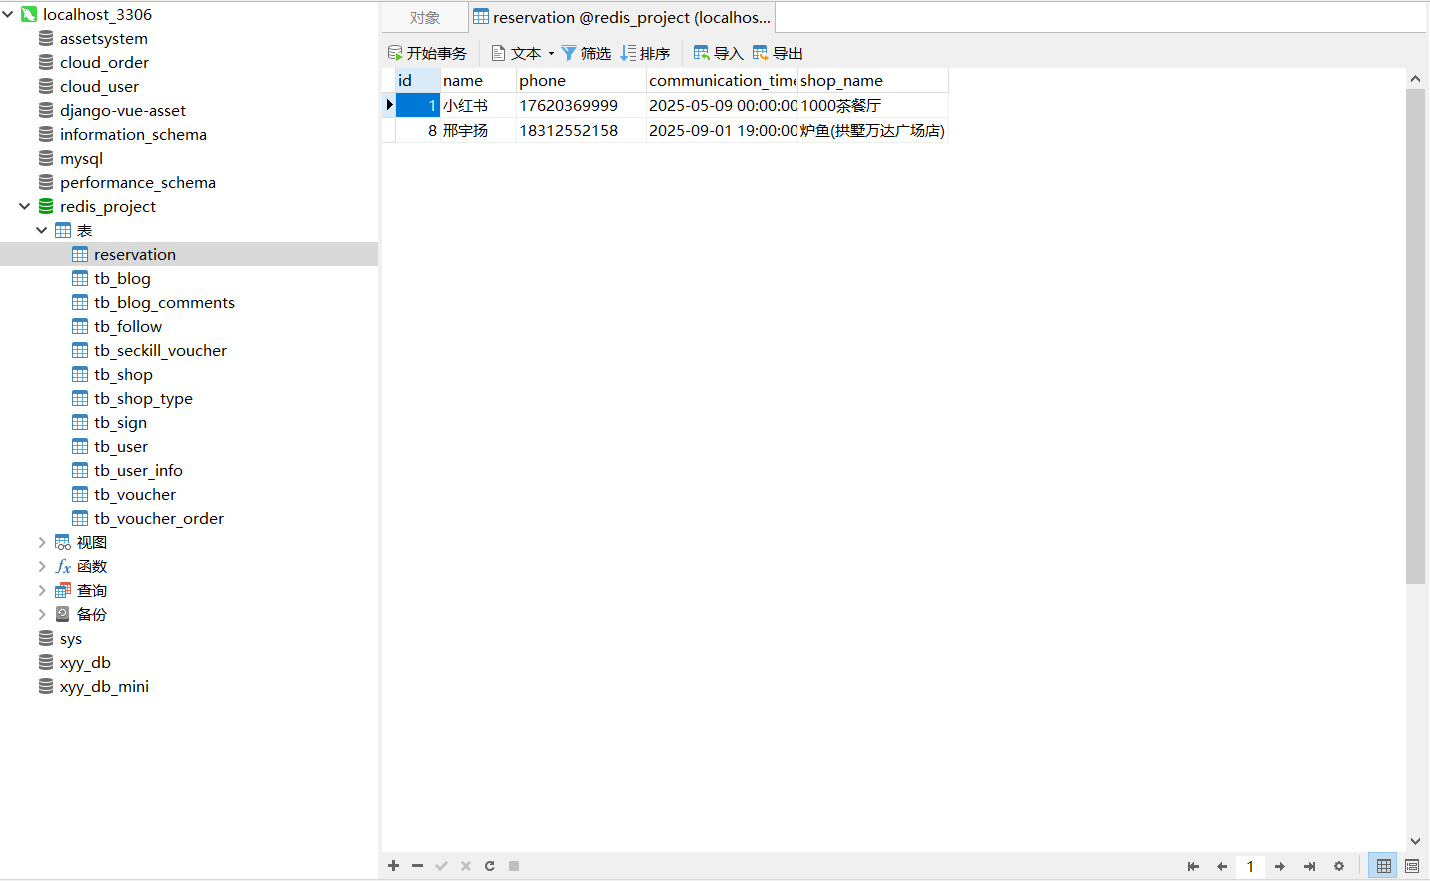 localhost_3306
assetsystem
cloud_order
cloud_user
django-vue-asset
information_schema
mysql
performance_schema
redis_project
表
reservation
tb_blog
tb_blog_comments
tb_follow
tb_seckill_voucher
tb_shop
tb_shop_type
tb_sign
tb_user
tb_user_info
tb_voucher
tb_voucher_order
视图
函数
查询
备份
sys
xyy_db
xyy_db_mini
对象 reservation @redis_project (localhos...
开始事务 文本 筛选 排序 导入 导出
id name phone communication_time shop_name
1 小红书 17620369999 2025-05-09 00:00:00 1000茶餐厅
8 邢宇扬 18312552158 2025-09-01 19:00:00 炉鱼(拱墅万达广场店)
1